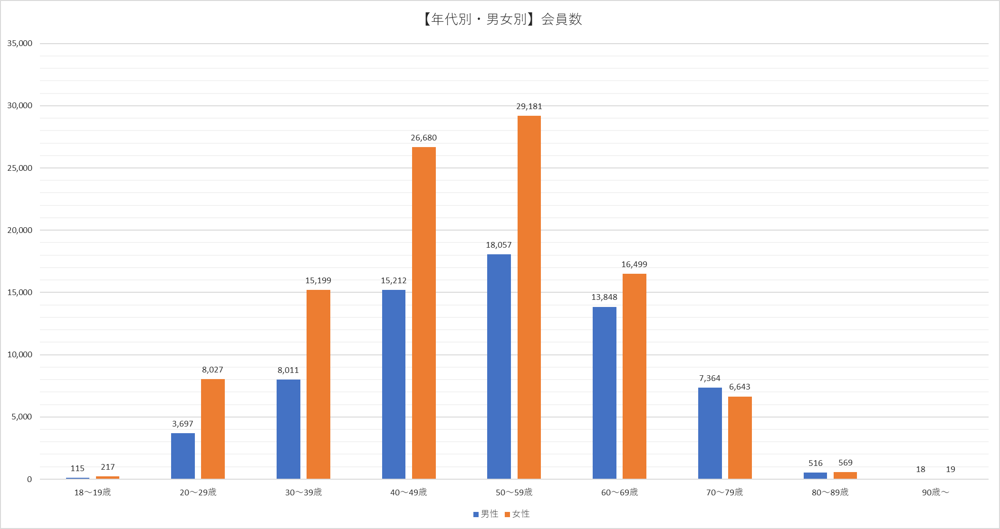 【年代別・男女別】会員数
35,000
30,000
25,000
20,000
15,000
10,000
5,000
0
115
217
3,697
8,027
8,011
15,199
15,212
26,680
18,057
29,181
13,848
16,499
7,364
6,643
516
569
18
19
18～19歳
20～29歳
30～39歳
40～49歳
50～59歳
60～69歳
70～79歳
80～89歳
90歳～
男性
女性